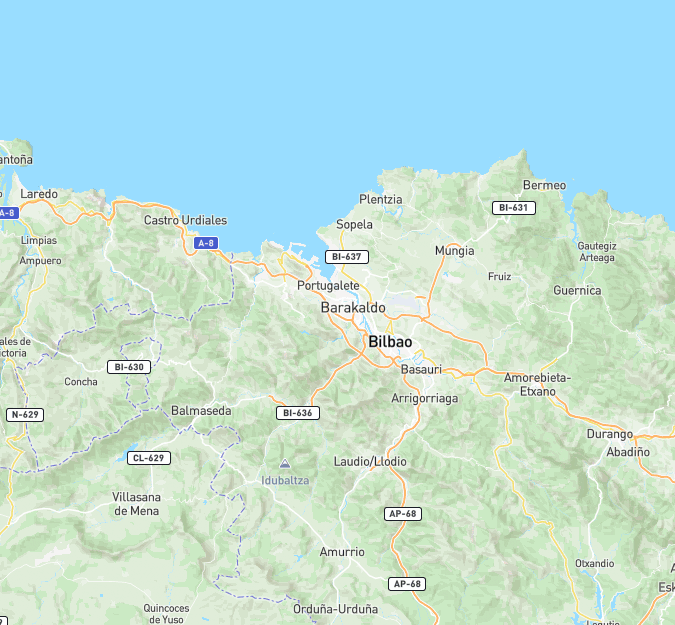 antoña
Laredo
Bermeo
Plentzia
BI-631
A-8
Castro Urdiales
Sopela
Limpias
A-8
Mungia
Gautegiz
Arteaga
Ampuero
BI-637
Fruiz
Portugalete
Guernica
Barakaldo
ales de
ictoria
Bilbao
BI-630
Basauri
Concha
Amorebieta-
Etxano
Arrigorriaga
N-629
Balmaseda
BI-636
Durango
Abadiño
CL-629
Laudio/Llodio
Idubaltza
Villasana
de Mena
AP-68
Amurrio
Otxandio
AP-68
Esk
Quincoces
de Yuso
Orduña-Urduña